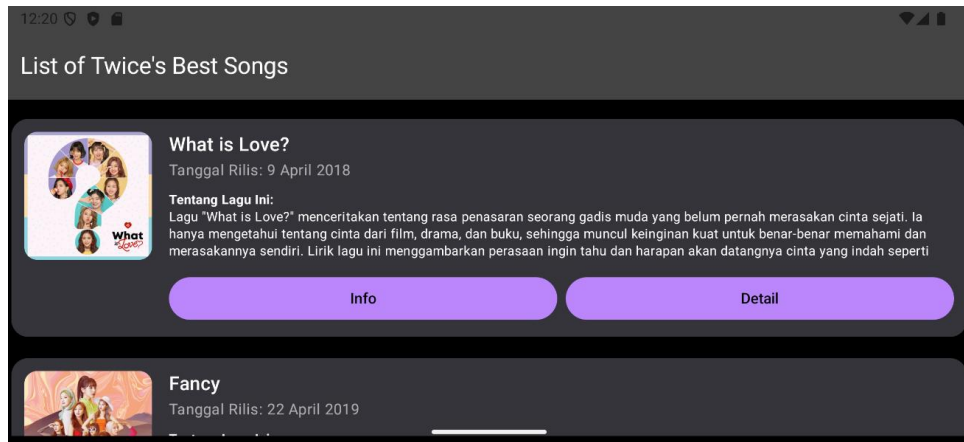 12:20
List of Twice's Best Songs
What is Love?
Tanggal Rilis: 9 April 2018
Tentang Lagu Ini:
Lagu "What is Love?" menceritakan tentang rasa penasaran seorang gadis muda yang belum pernah merasakan cinta sejati. Ia
hanya mengetahui tentang cinta dari film, drama, dan buku, sehingga muncul keinginan kuat untuk benar-benar memahami dan
merasakannya sendiri. Lirik lagu ini menggambarkan perasaan ingin tahu dan harapan akan datangnya cinta yang indah seperti
What
is Love?
Info
Detail
Fancy
Tanggal Rilis: 22 April 2019